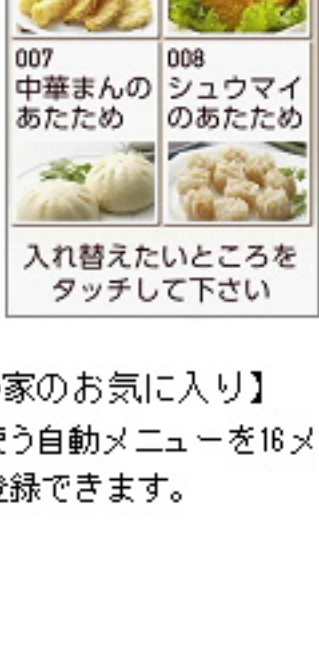 007
中華まんの
あたため
008
シュウマイ
のあたため
入れ替えたいところを
タッチして下さい
家のお気に入り】
使う自動メニューを16メ
登録できます。